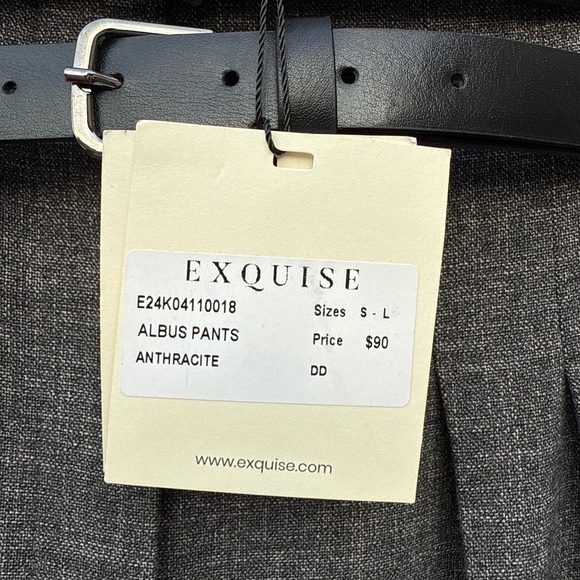 EXQUISE
E24K04110018 Sizes S - L
ALBUS PANTS Price $90
ANTHRACITE DD
www.exquise.com